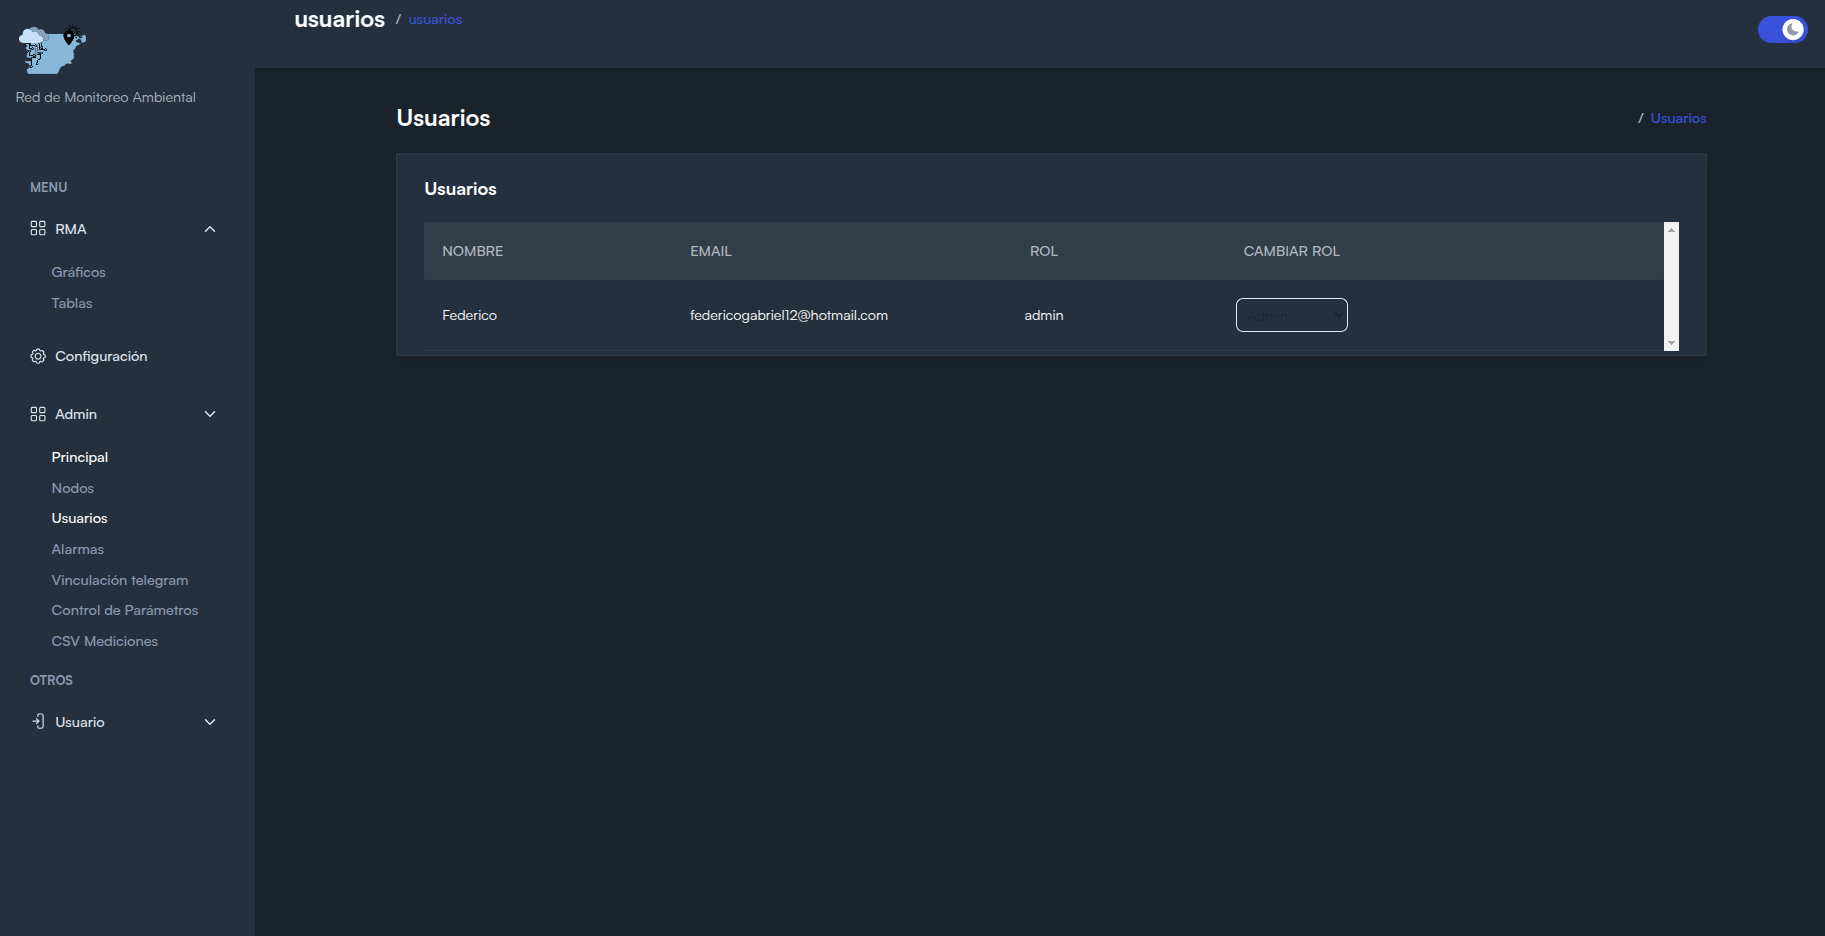 usuarios / usuarios
Red de Monitoreo Ambiental
Usuarios
/ Usuarios
MENU
RMA
Gráficos
Tablas
Configuración
Admin
Principal
Nodos
Usuarios
Alarmas
Vinculación telegram
Control de Parámetros
CSV Mediciones
OTROS
Usuario
Usuarios
NOMBRE EMAIL ROL CAMBIAR ROL
Federico federicogabriel12@hotmail.com admin Admin